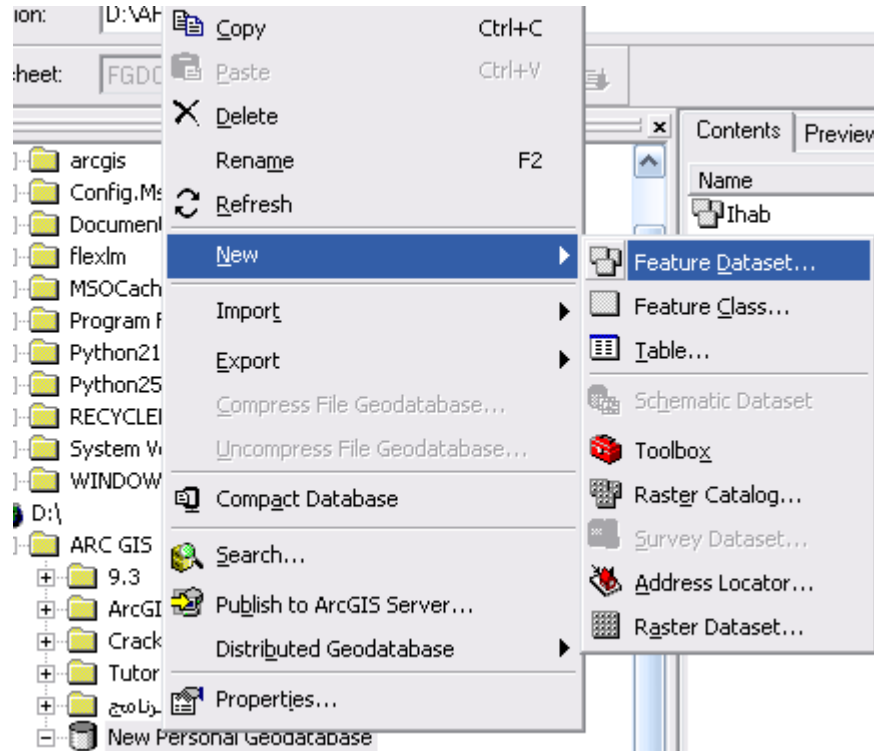 ion: D:\AF
Copy Ctrl+C
heet: FGDC
Paste Ctrl+V
Delete
Contents Preview
arcgis
Rename F2
Name
Config.Ms
Refresh
Ihab
Document
flexlm
New
Feature Dataset...
MSOCach
Import
Feature Class...
Program F
Python21
Export
Table...
Python25
Compress File Geodatabase...
Schematic Dataset
RECYCLE
System V
Uncompress File Geodatabase...
Toolbox
WINDOW
Compact Database
Raster Catalog...
D:\
ARC GIS
Search...
Survey Dataset...
9.3
Address Locator...
ArcGI
Publish to ArcGIS Server...
Raster Dataset...
Crack
Distributed Geodatabase
Tutor
Properties...
New Personal Geodatabase